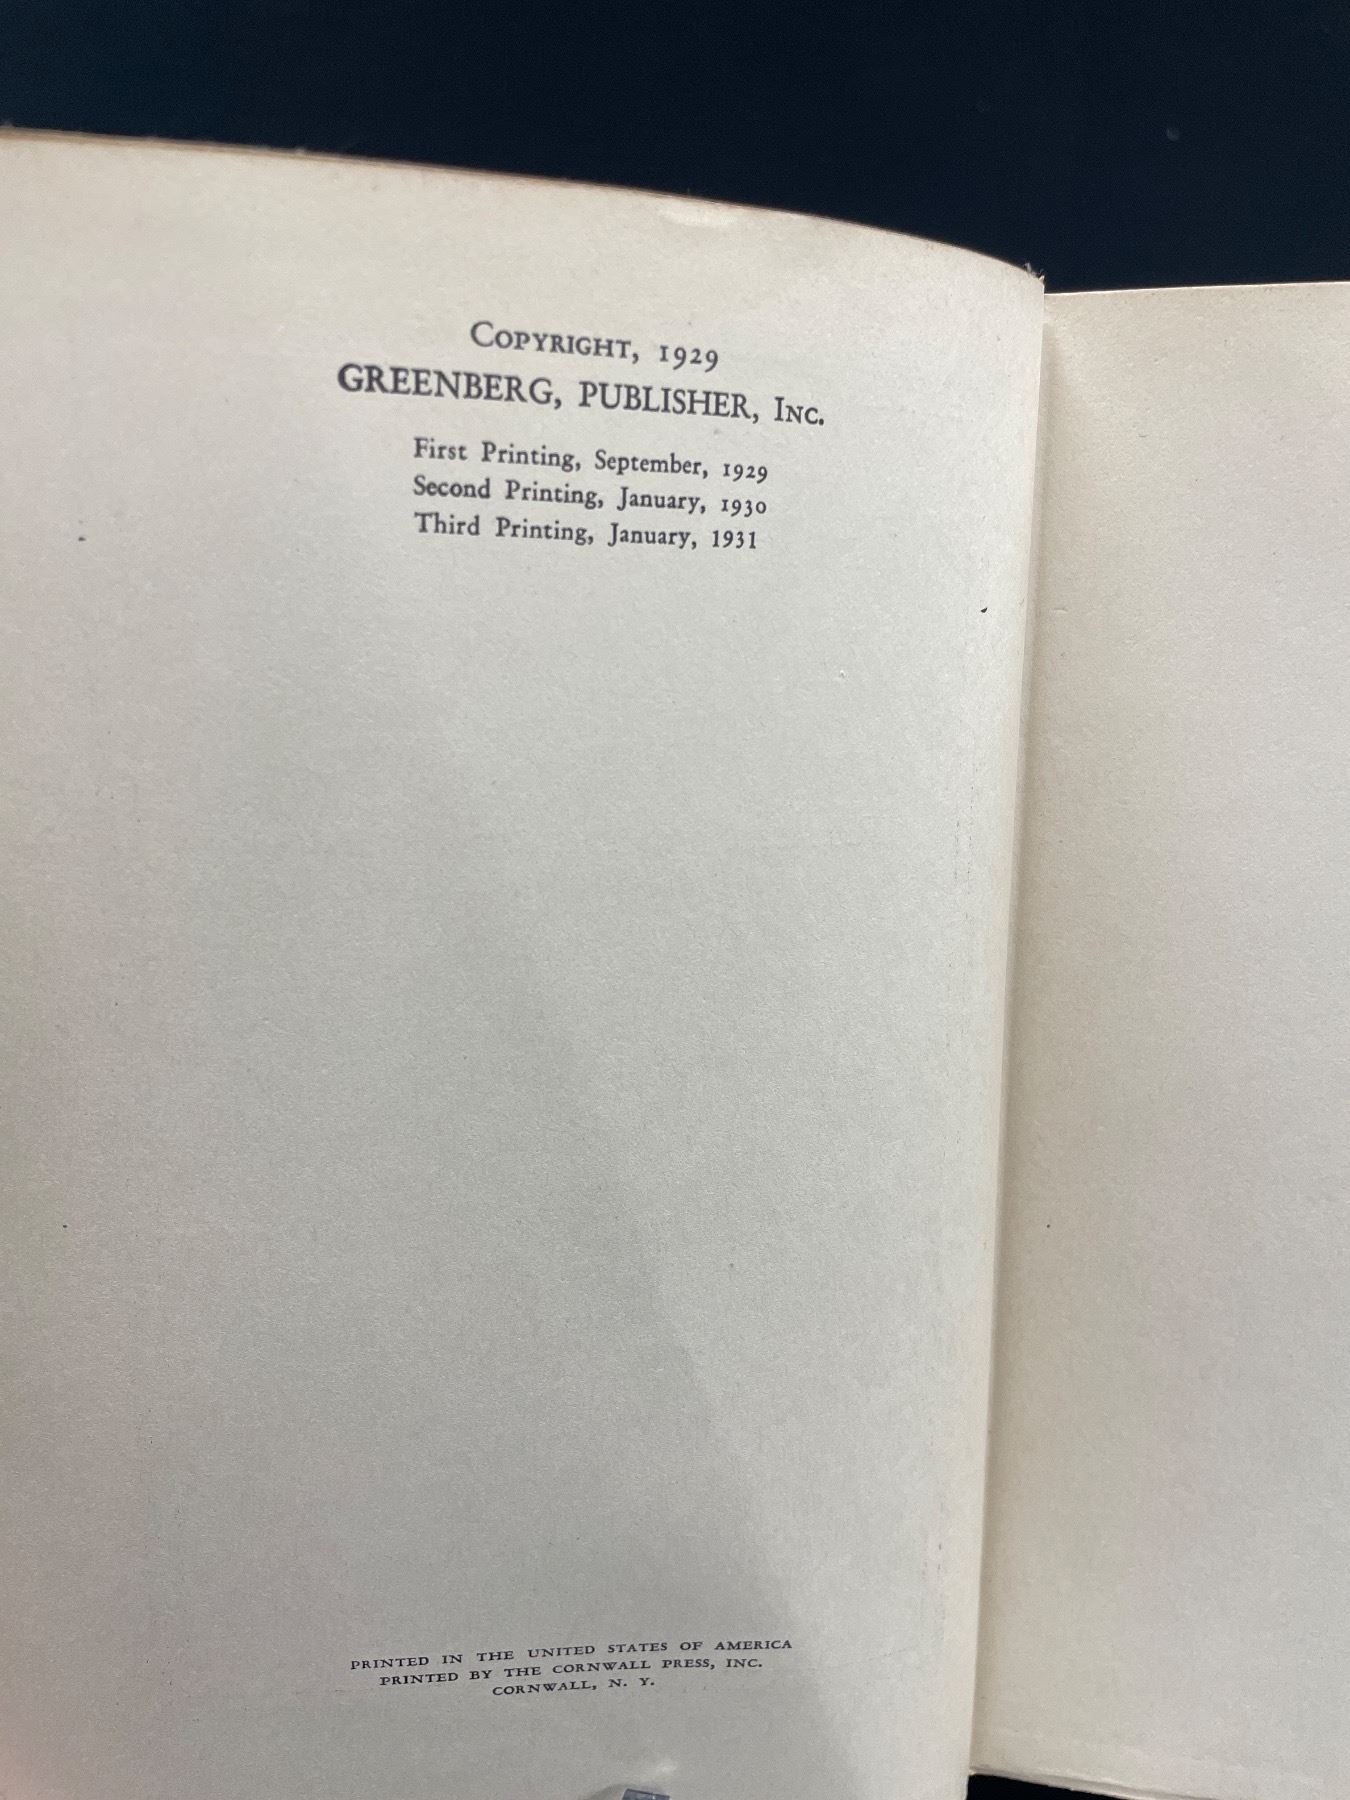 Copyright, 1929
GREENBERG, PUBLISHER, Inc.
First Printing, September, 1929
Second Printing, January, 1930
Third Printing, January, 1931
PRINTED IN THE UNITED STATES OF AMERICA
PRINTED BY THE CORNWALL PRESS, INC.
CORNWALL, N. Y.